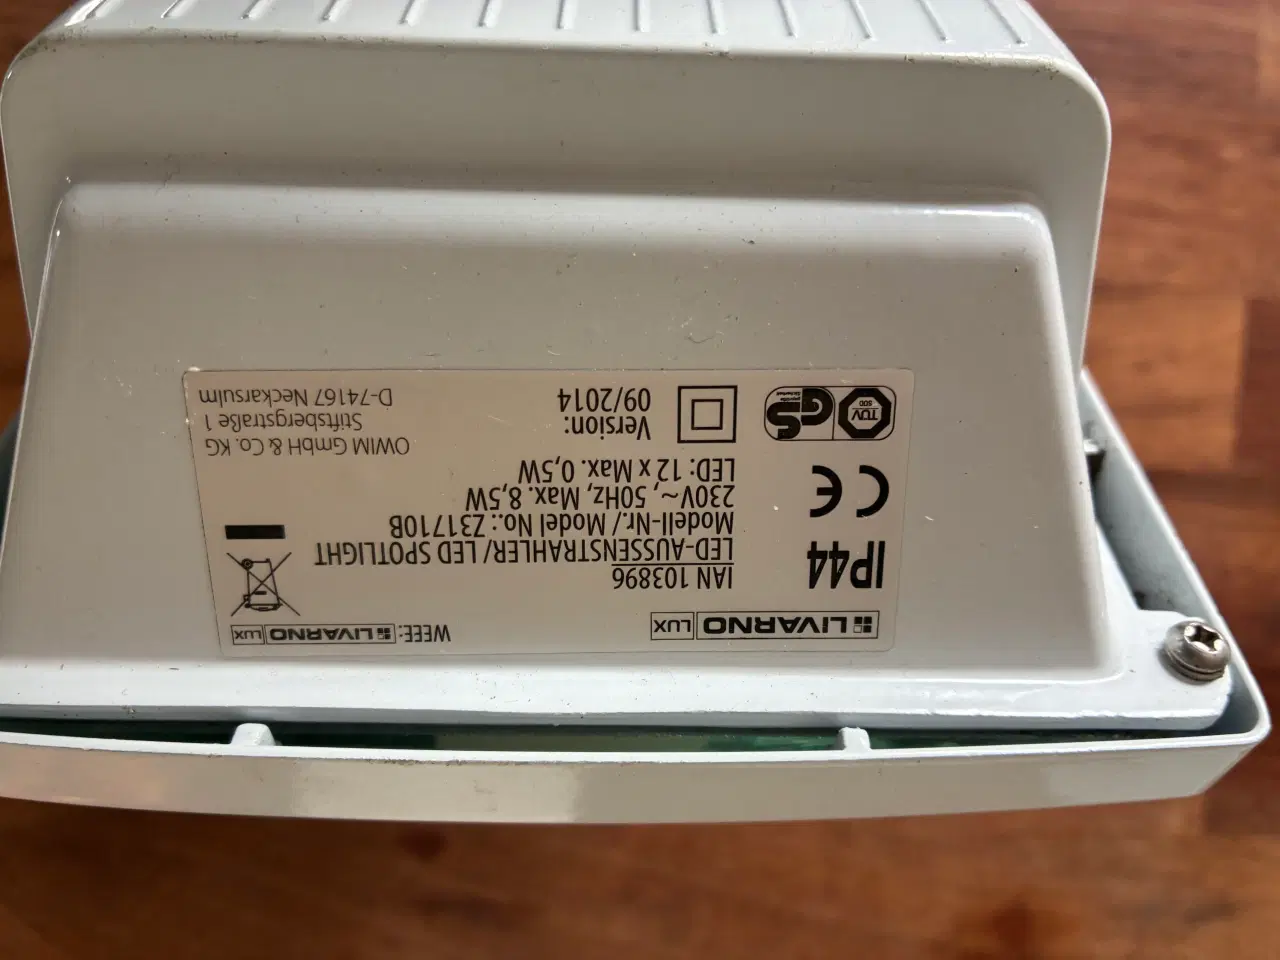 LIVARNO LUX
WEEE: LIVARNO LUX
IP44
IAN 103896
LED-AUSSENSTRAHLER/ LED SPOTLIGHT
Modell-Nr./ Model No.: Z31710B
230V~, 50Hz, Max. 8,5W
LED: 12 x Max. 0,5W
CE
TÜV
SÜD
GS
geprüfte
Sicherheit
Version:
09/2014
OWIM GmbH & Co. KG
Stiftsbergstraße 1
D-74167 Neckarsulm